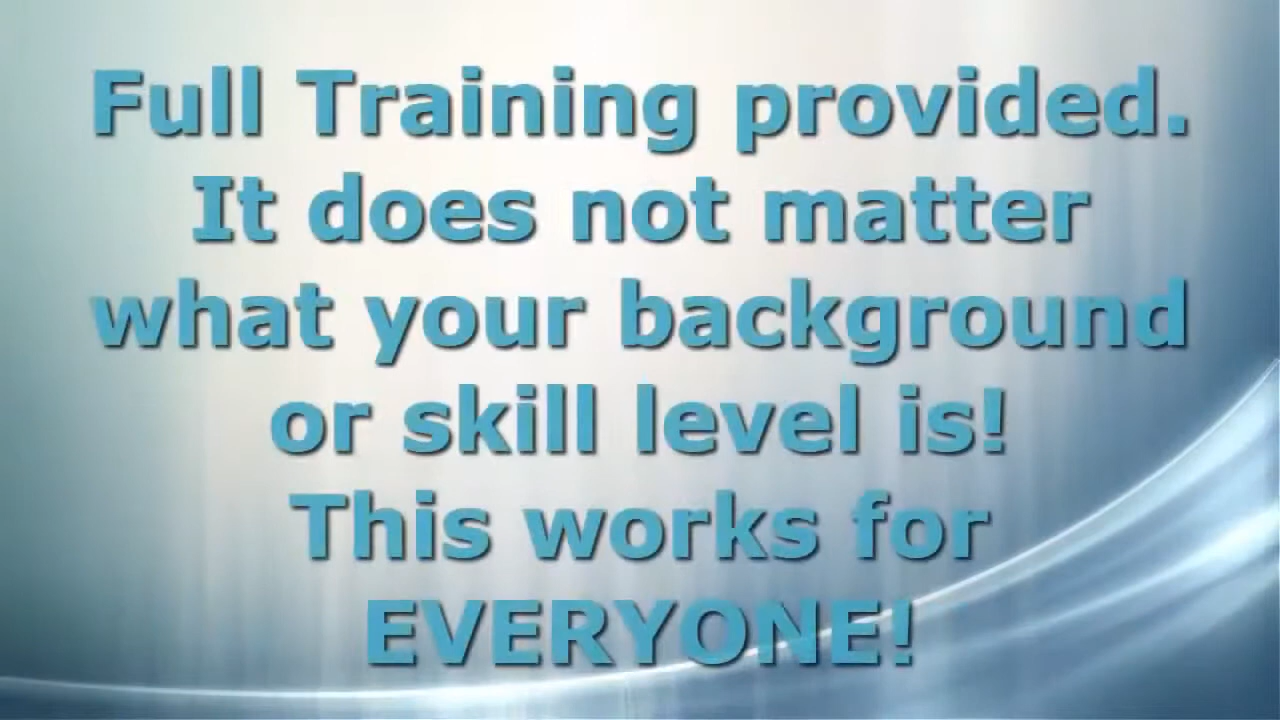 Full Training provided.
It does not matter
what your background
or skill level is!
This works for
EVERYONE!